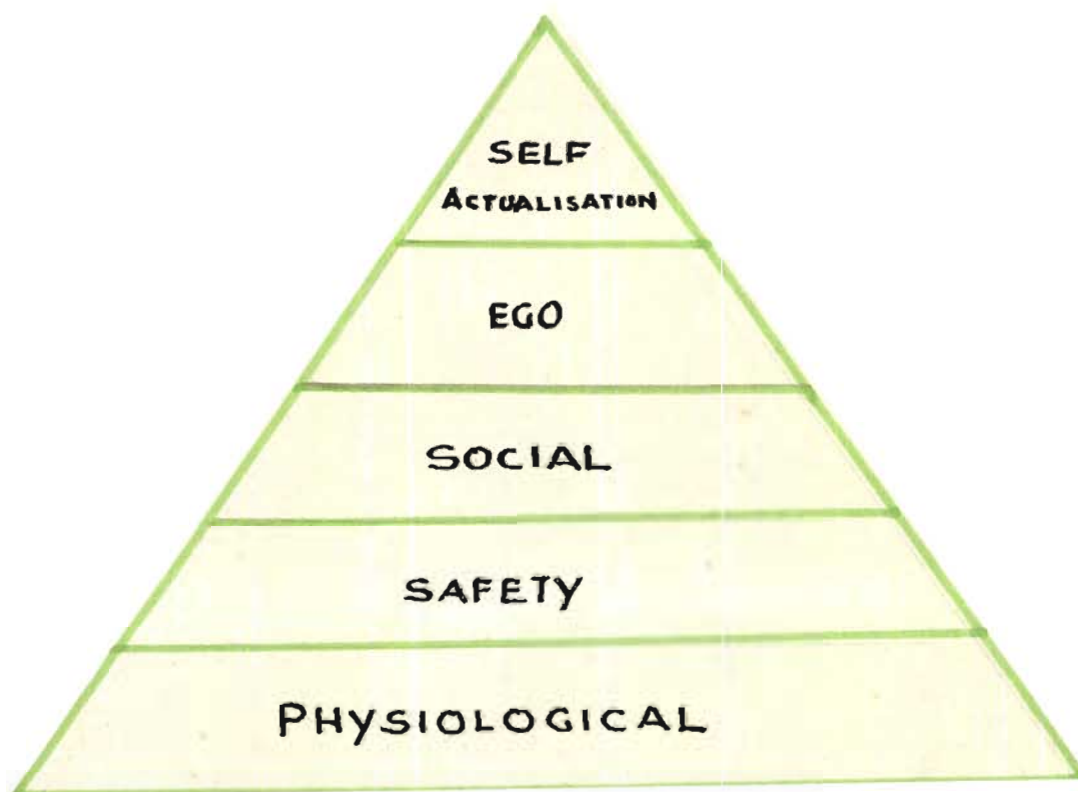 SELF
ACTUALISATION
EGO
SOCIAL
SAFETY
PHYSIOLOGICAL